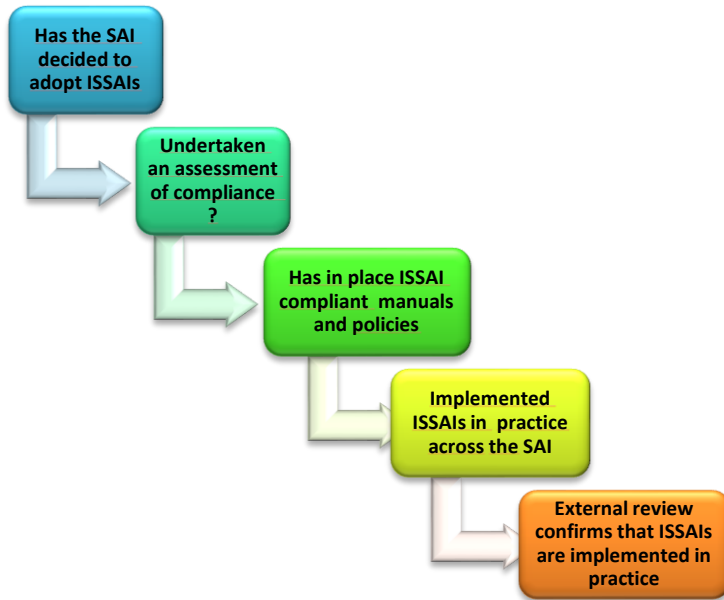 Has the SAI
decided to
adopt ISSAIs
Undertaken
an assessment
of compliance
?
Has in place ISSAI
compliant manuals
and policies
Implemented
ISSAIs in practice
across the SAI
External review
confirms that ISSAIs
are implemented in
practice